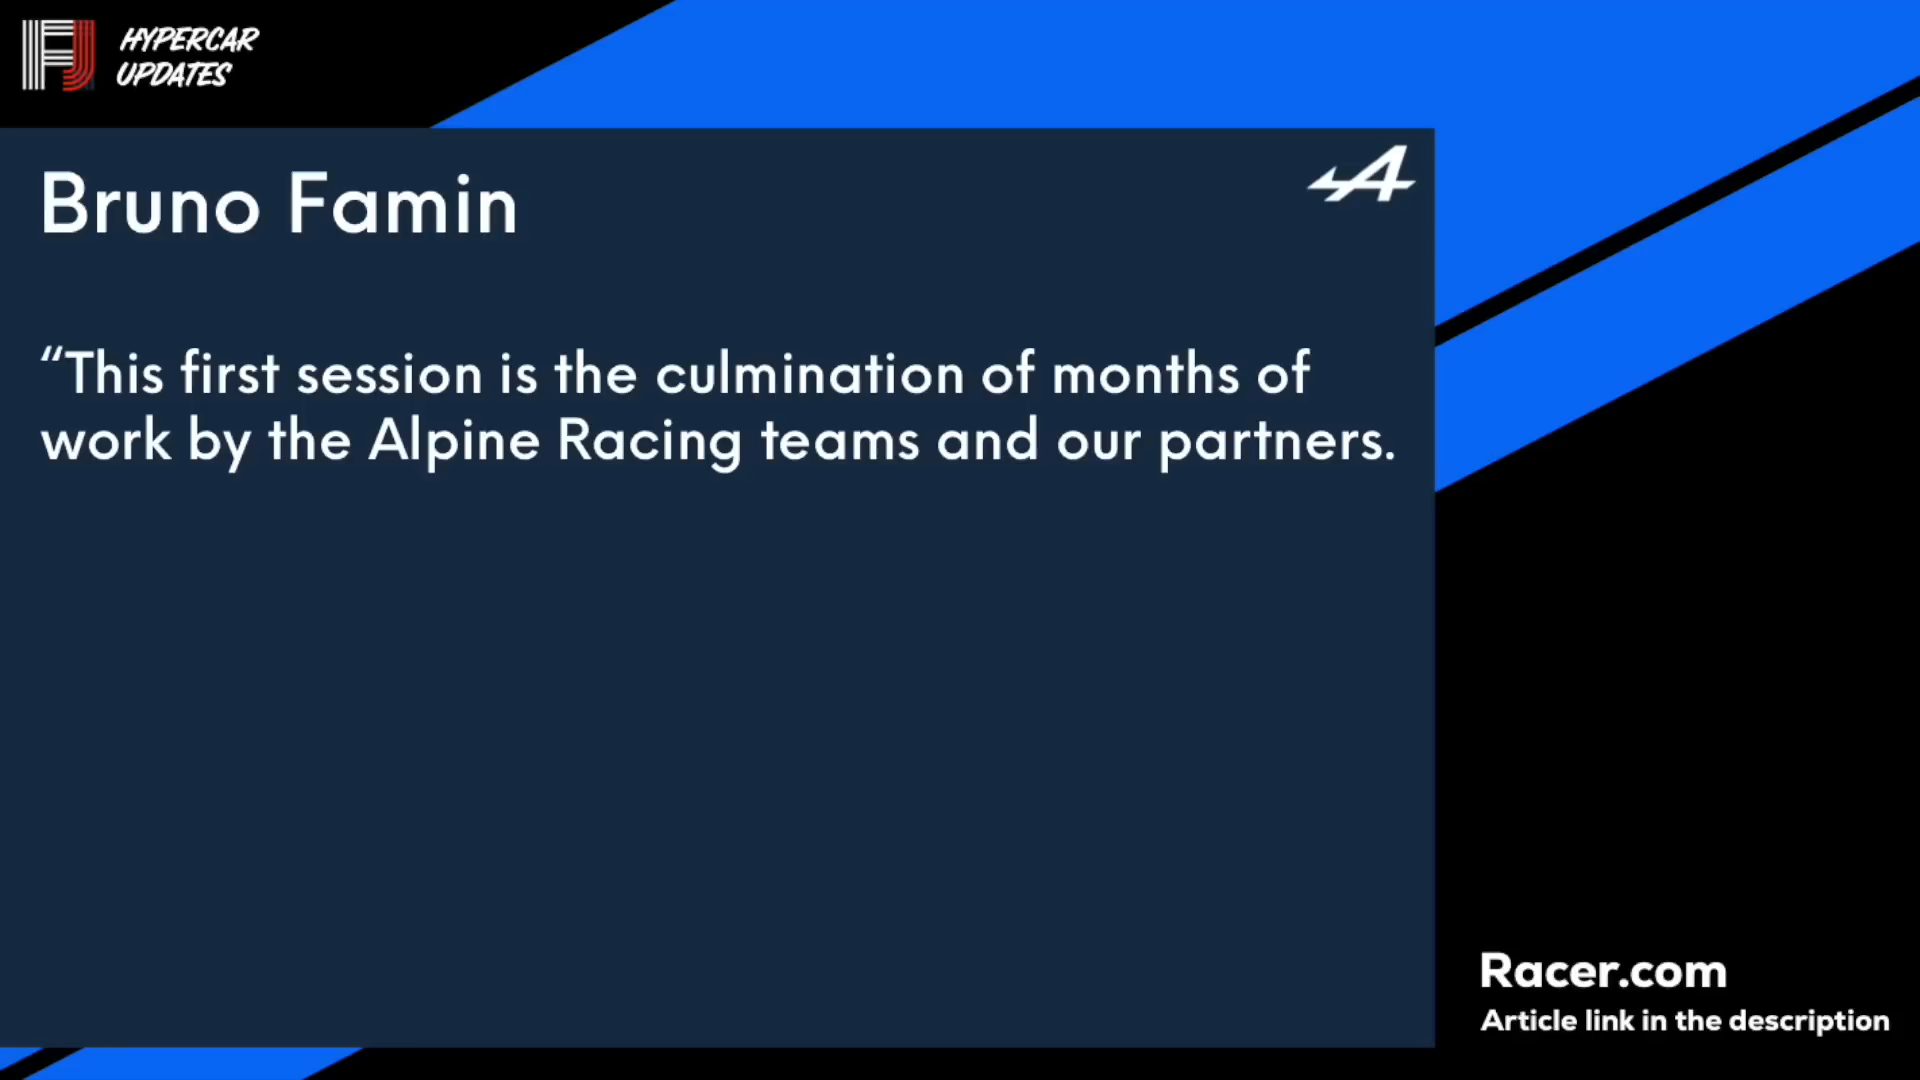 HYPERCAR
UPDATES
Bruno Famin
“This first session is the culmination of months of
work by the Alpine Racing teams and our partners.
Racer.com
Article link in the description